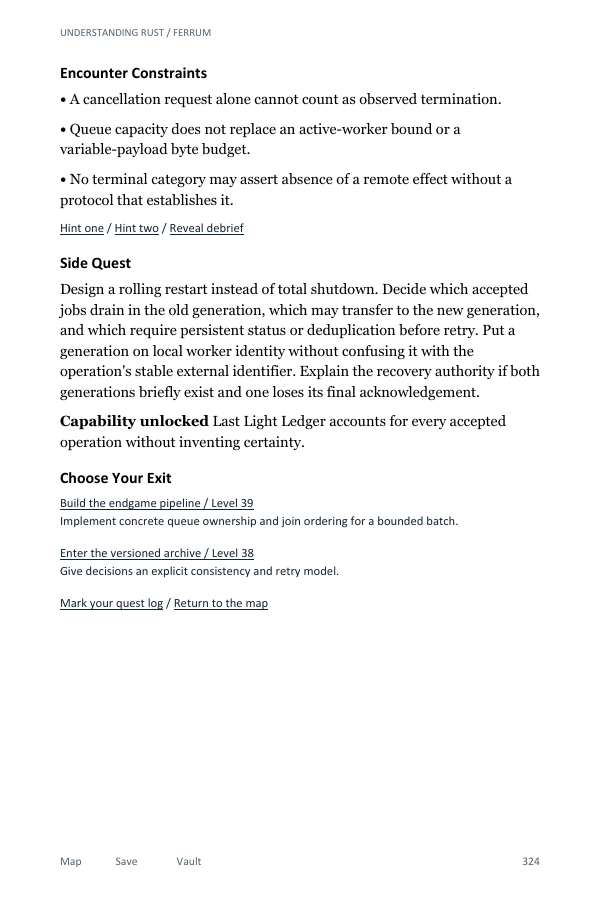 UNDERSTANDING RUST / FERRUM
Encounter Constraints
• A cancellation request alone cannot count as observed termination.
• Queue capacity does not replace an active-worker bound or a
variable-payload byte budget.
• No terminal category may assert absence of a remote effect without a
protocol that establishes it.
Hint one / Hint two / Reveal debrief
Side Quest
Design a rolling restart instead of total shutdown. Decide which accepted
jobs drain in the old generation, which may transfer to the new generation,
and which require persistent status or deduplication before retry. Put a
generation on local worker identity without confusing it with the
operation's stable external identifier. Explain the recovery authority if both
generations briefly exist and one loses its final acknowledgement.
Capability unlocked Last Light Ledger accounts for every accepted
operation without inventing certainty.
Choose Your Exit
Build the endgame pipeline / Level 39
Implement concrete queue ownership and join ordering for a bounded batch.
Enter the versioned archive / Level 38
Give decisions an explicit consistency and retry model.
Mark your quest log / Return to the map
Map Save Vault 324